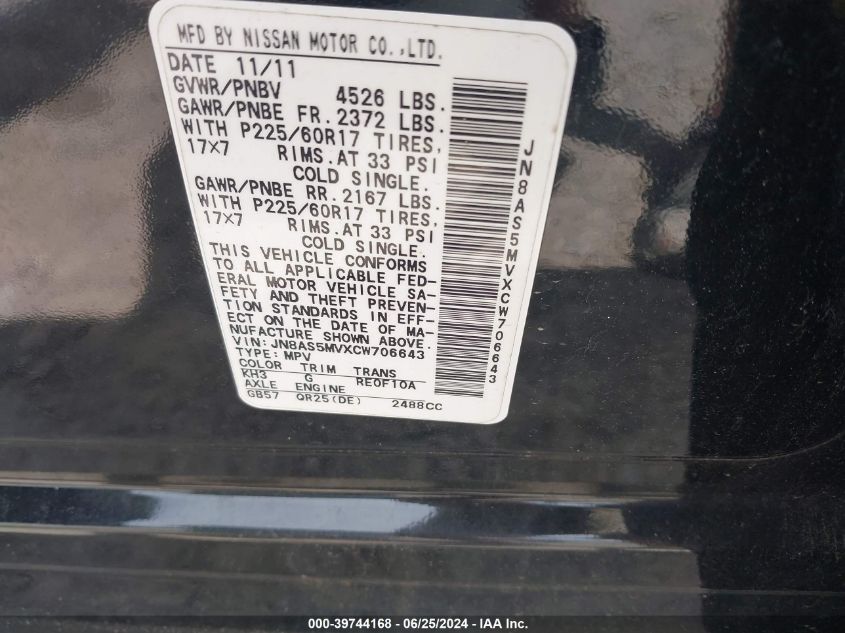 MFD BY NISSAN MOTOR CO.,LTD.
DATE 11/11
GVWR/PNBV 4526 LBS.
GAWR/PNBE FR. 2372 LBS.
WITH P225/60R17 TIRES,
17X7 RIMS.AT 33 PSI
COLD SINGLE.
GAWR/PNBE RR. 2167 LBS.
WITH P225/60R17 TIRES,
17X7 RIMS.AT 33 PSI
COLD SINGLE.
THIS VEHICLE CONFORMS
TO ALL APPLICABLE FED-
ERAL MOTOR VEHICLE SA-
FETY AND THEFT PREVEN-
TION STANDARDS IN EFF-
ECT ON THE DATE OF MA-
NUFACTURE SHOWN ABOVE.
VIN: JN8AS5MVXCW706643
TYPE: MPV
COLOR TRIM TRANS
KH3 G RE0F10A
AXLE ENGINE
GB57 QR25(DE) 2488CC
JN8AS5MVXCW706643
000-39744168 - 06/25/2024 - IAA Inc.